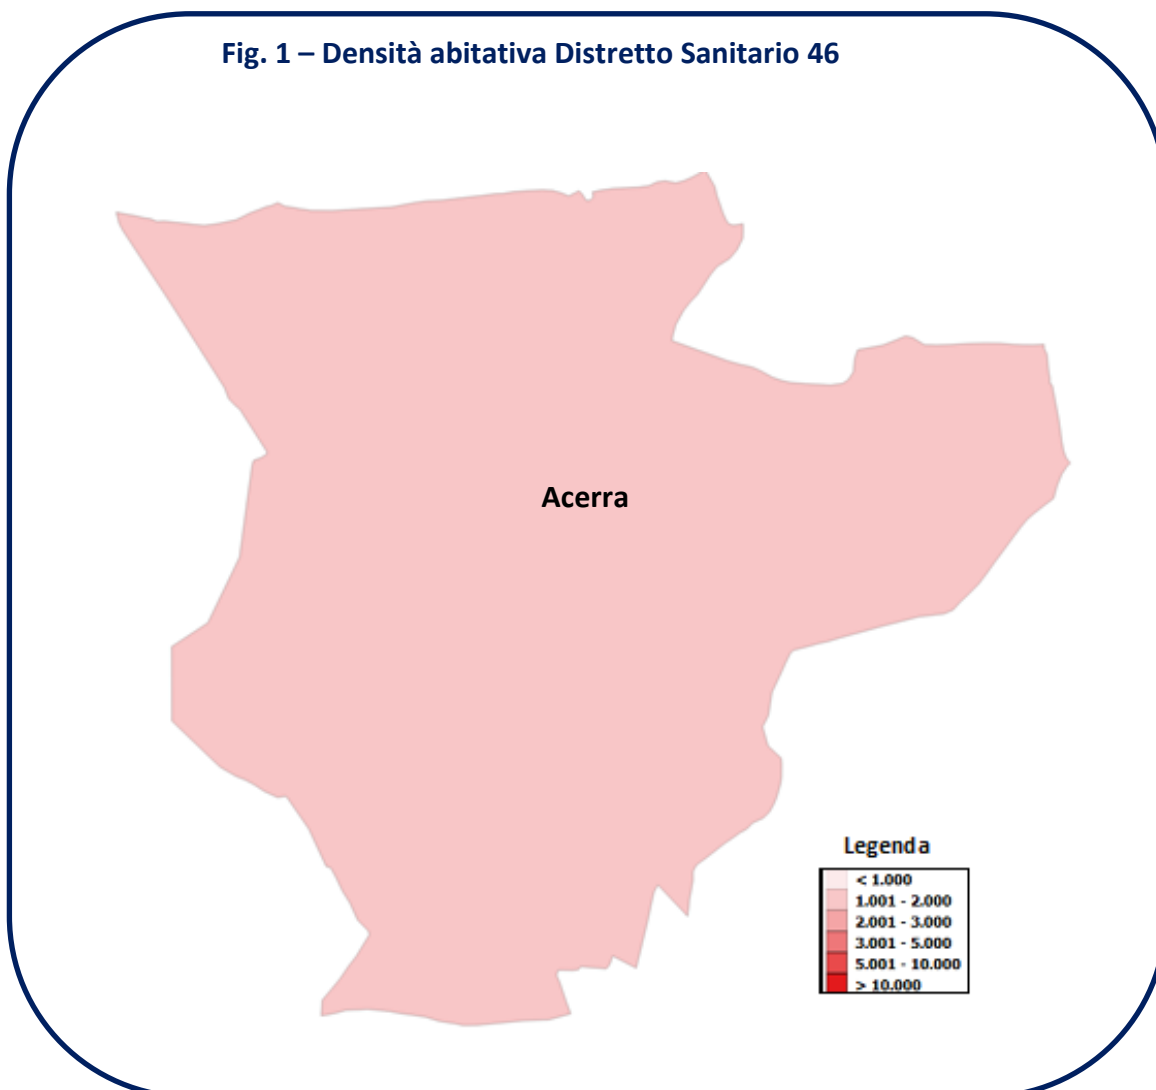 Fig. 1 – Densità abitativa Distretto Sanitario 46
Acerra
Legenda
< 1.000
1.001 - 2.000
2.001 - 3.000
3.001 - 5.000
5.001 - 10.000
> 10.000